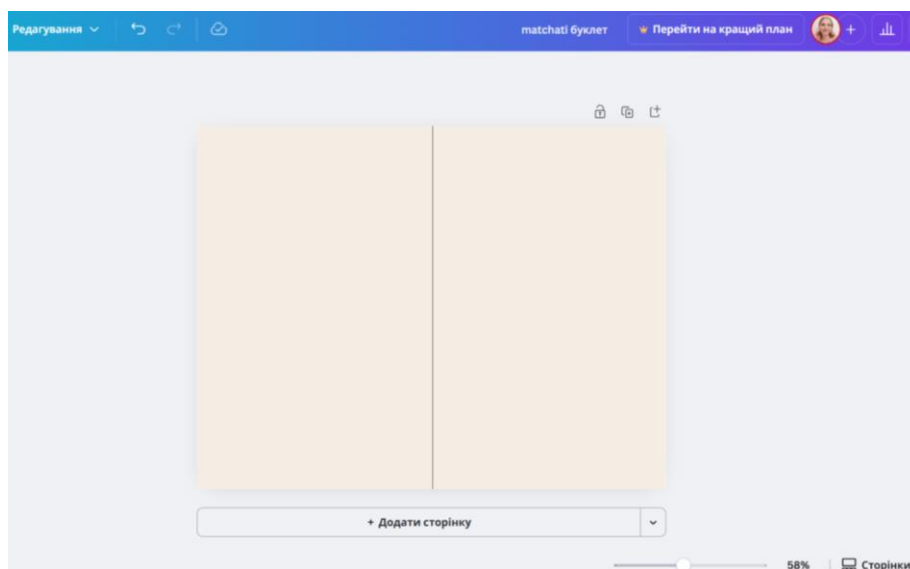 Редагування
matchati буклет
Перейти на кращий план
+ Додати сторінку
58%
Сторінки